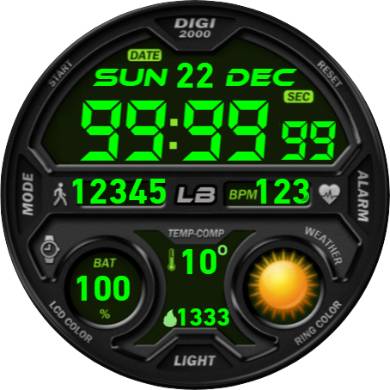 DIGI
2000
DATE
START
RESET
SUN 22 DEC
SEC
99:99 99
MODE
ALARM
12345 LB BPM 123
TEMP-COMP
WEATHER
BAT
10°
100
%
1333
LCD COLOR
RING COLOR
LIGHT